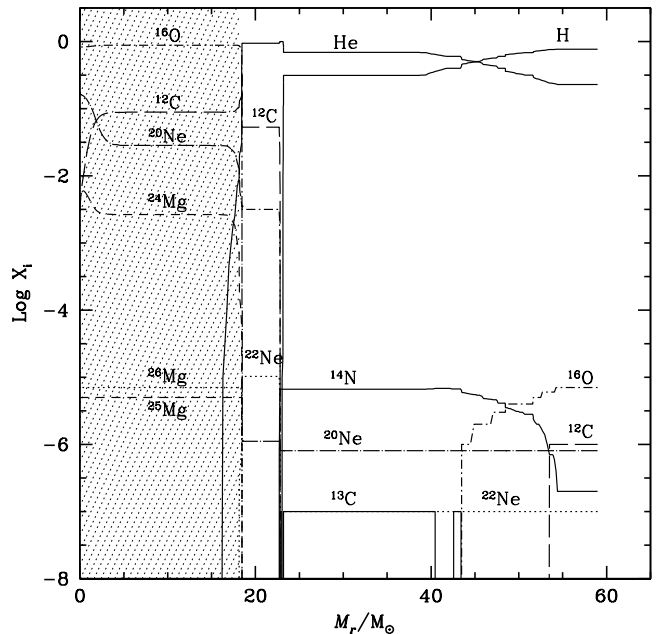 0
¹⁶O
He
H
¹²C
¹²C
²⁰Ne
-2
²⁴Mg
Log Xᵢ
-4
²²Ne
²⁶Mg
¹⁴N
¹⁶O
²⁵Mg
²⁰Ne
¹²C
-6
¹³C
²²Ne
-8
0 20 40 60
Mᵣ/M☉